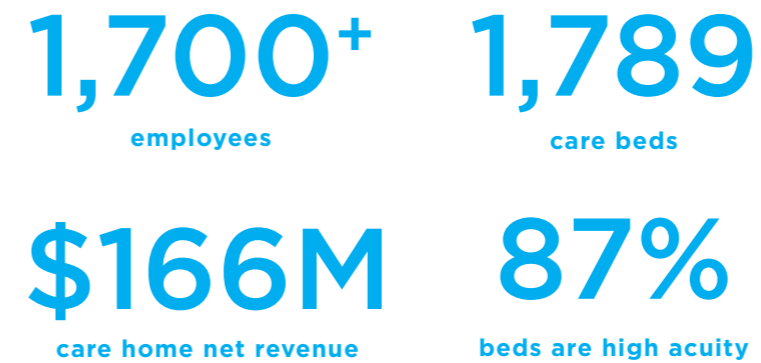 1,700+
employees
1,789
care beds
$166M
care home net revenue
87%
beds are high acuity